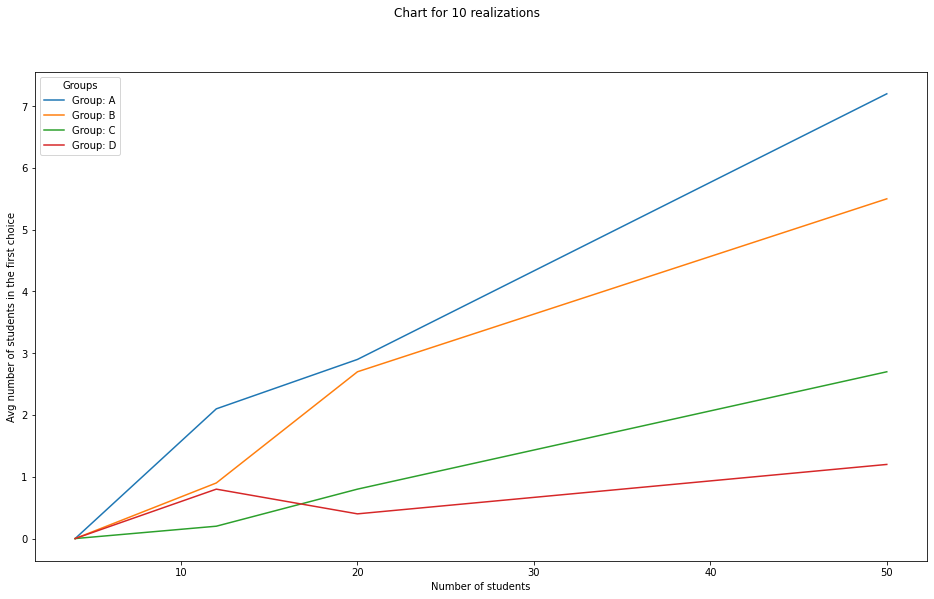 Chart for 10 realizations
Groups
Group: A
Group: B
Group: C
Group: D
Avg number of students in the first choice
7
6
5
4
3
2
1
0
10
20
30
40
50
Number of students